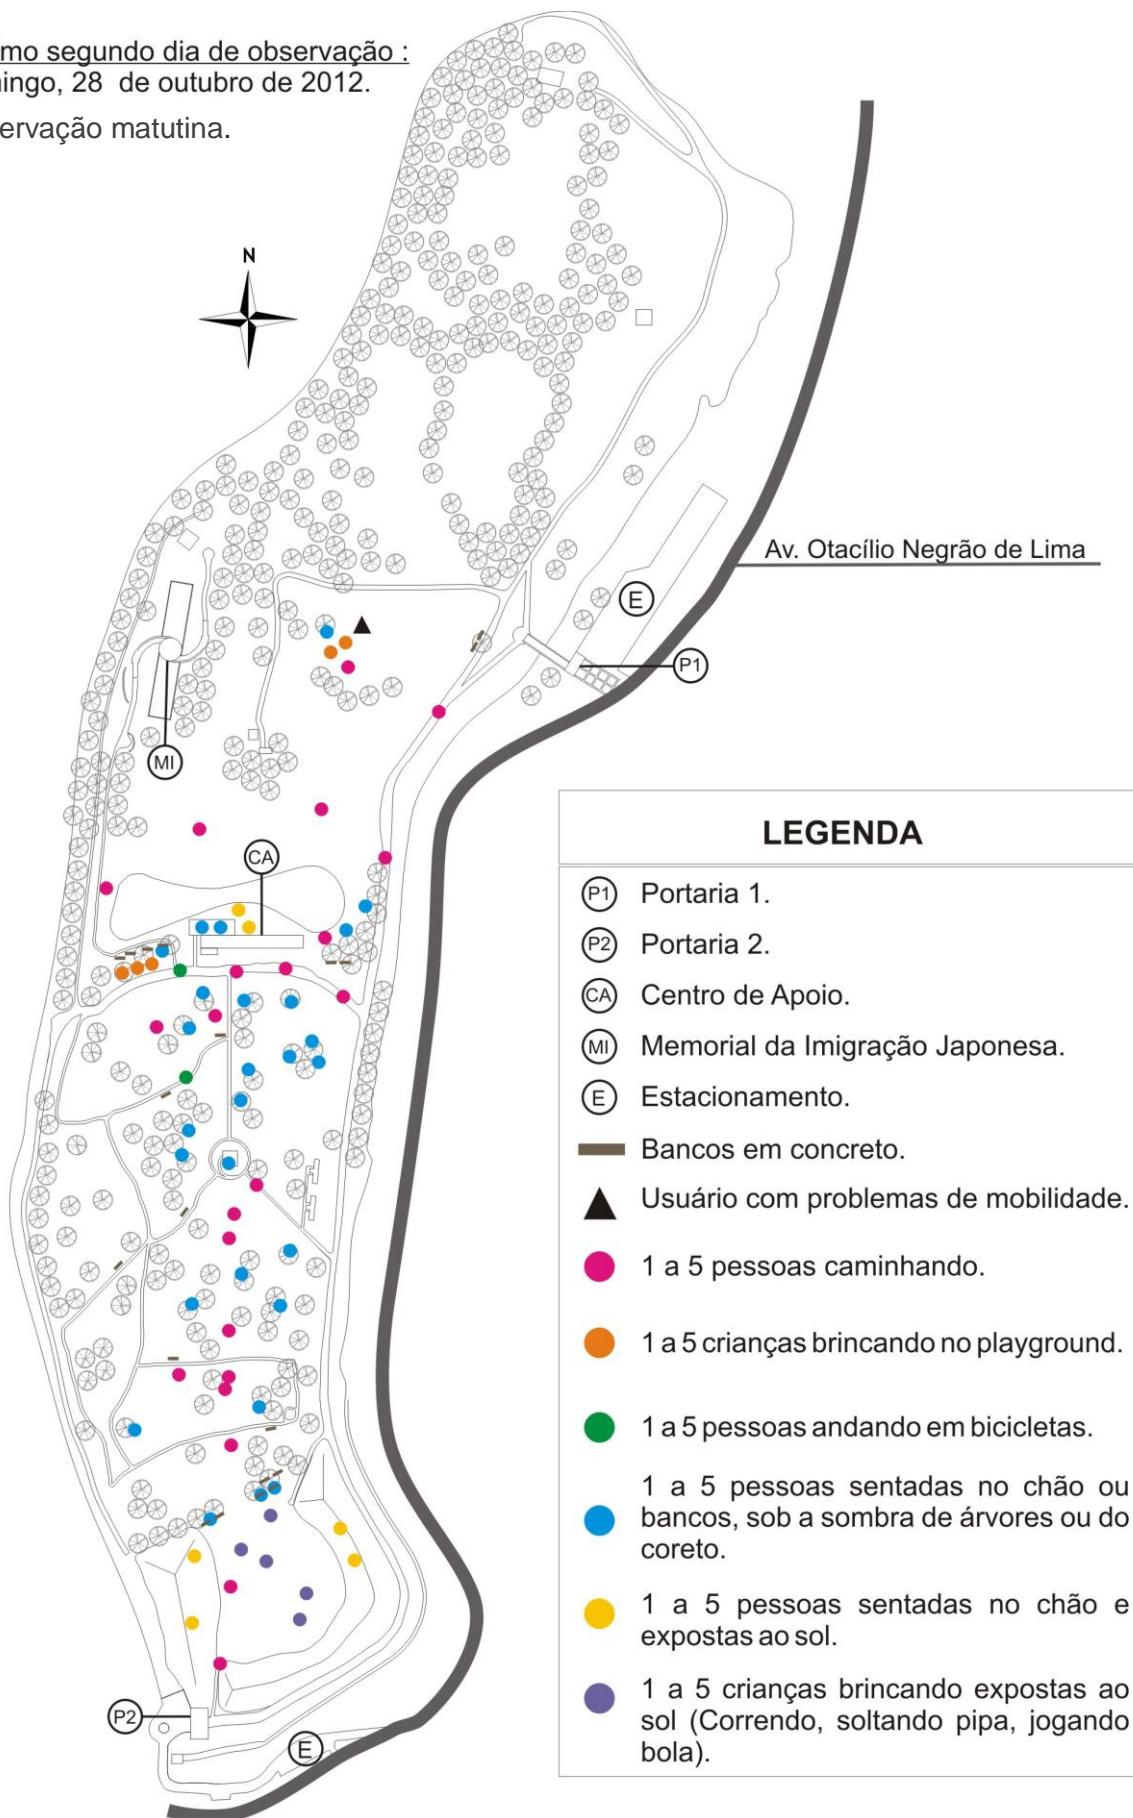 mo segundo dia de observação :
ingo, 28 de outubro de 2012.
ervação matutina.
N
Av. Otacílio Negrão de Lima
E
P1
MI
CA
LEGENDA
P1 Portaria 1.
P2 Portaria 2.
CA Centro de Apoio.
MI Memorial da Imigração Japonesa.
E Estacionamento.
Bancos em concreto.
Usuário com problemas de mobilidade.
1 a 5 pessoas caminhando.
1 a 5 crianças brincando no playground.
1 a 5 pessoas andando em bicicletas.
1 a 5 pessoas sentadas no chão ou
bancos, sob a sombra de árvores ou do
coreto.
1 a 5 pessoas sentadas no chão e
expostas ao sol.
1 a 5 crianças brincando expostas ao
sol (Correndo, soltando pipa, jogando
bola).
P2
E